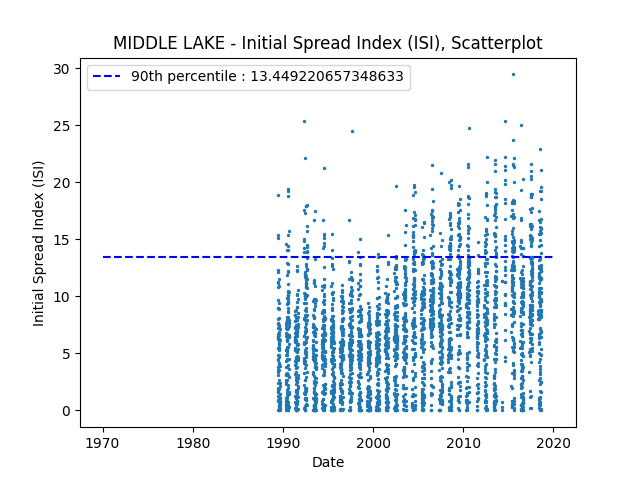 MIDDLE LAKE - Initial Spread Index (ISI), Scatterplot
90th percentile : 13.449220657348633
30
25
20
15
10
5
0
Initial Spread Index (ISI)
1970 1980 1990 2000 2010 2020
Date